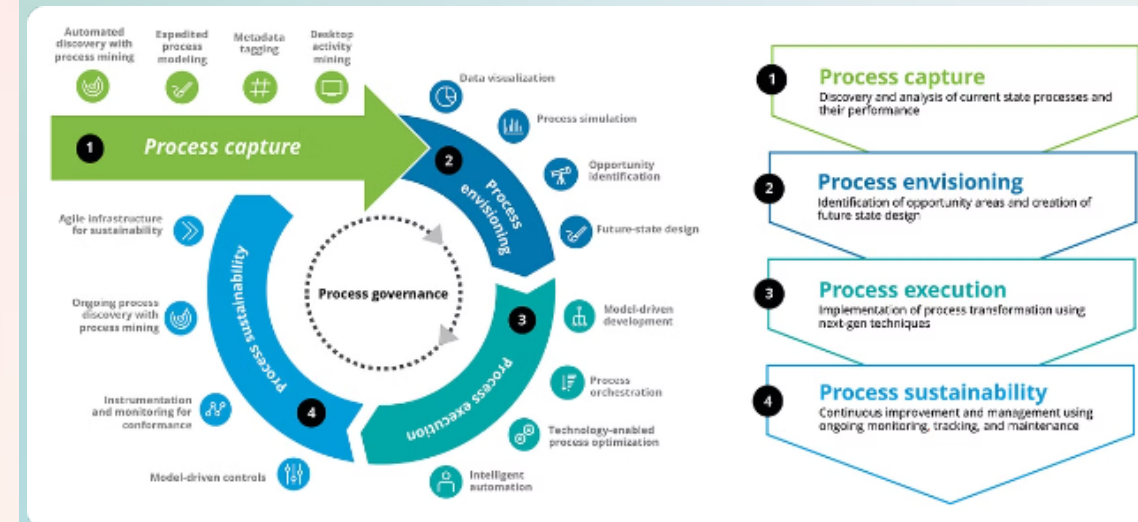 Automated
discovery with
process mining
Expedited
process
modeling
Metadata
tagging
Desktop
activity
mining
1
Process capture
Data visualization
Process simulation
Opportunity
identification
Future-state design
2
Process
envisioning
Agile infrastructure
for sustainability
Ongoing process
discovery with
process mining
Instrumentation
and monitoring for
conformance
Model-driven controls
Process sustainability
4
Process governance
3
Process execution
Model-driven
development
Process
orchestration
Technology-enabled
process optimization
Intelligent
automation
1
Process capture
Discovery and analysis of current state processes and
their performance
2
Process envisioning
Identification of opportunity areas and creation of
future state design
3
Process execution
Implementation of process transformation using
next-gen techniques
4
Process sustainability
Continuous improvement and management using
ongoing monitoring, tracking, and maintenance